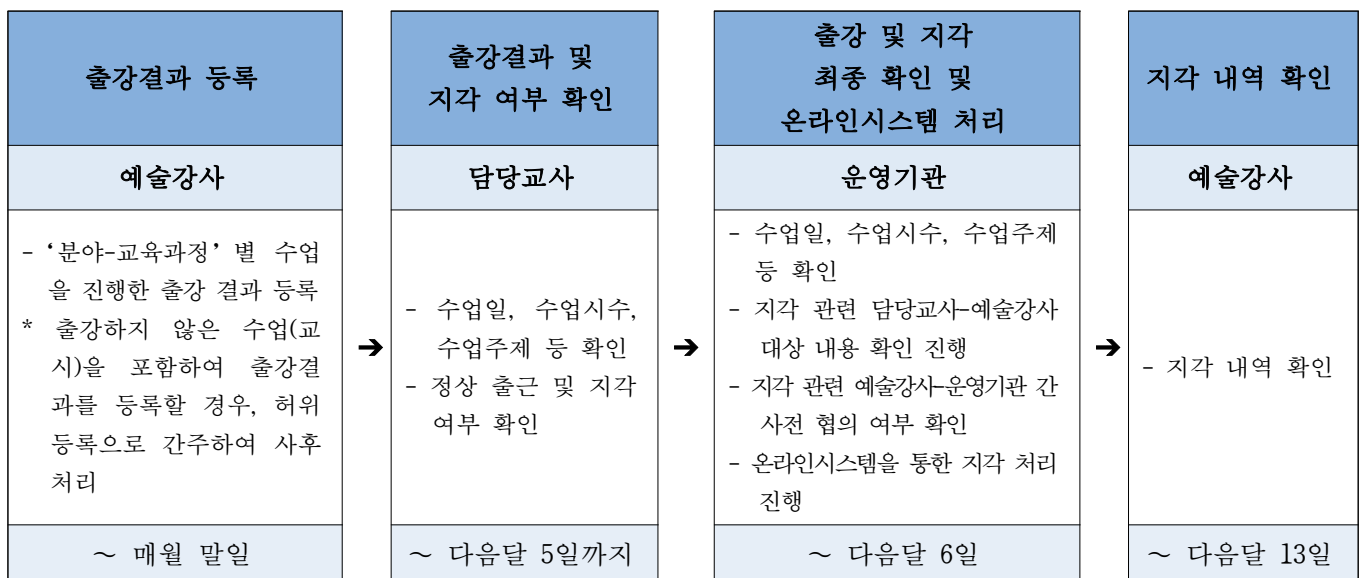 출강결과 등록
예술강사
- ‘분야-교육과정’ 별 수업
을 진행한 출강 결과 등록
* 출강하지 않은 수업(교
시)을 포함하여 출강결
과를 등록할 경우, 허위
등록으로 간주하여 사후
처리
~ 매월 말일
➔
출강결과 및
지각 여부 확인
담당교사
- 수업일, 수업시수,
수업주제 등 확인
- 정상 출근 및 지각
여부 확인
~ 다음달 5일까지
➔
출강 및 지각
최종 확인 및
온라인시스템 처리
운영기관
- 수업일, 수업시수, 수업주제
등 확인
- 지각 관련 담당교사-예술강사
대상 내용 확인 진행
- 지각 관련 예술강사-운영기관 간
사전 협의 여부 확인
- 온라인시스템을 통한 지각 처리
진행
~ 다음달 6일
➔
지각 내역 확인
예술강사
- 지각 내역 확인
~ 다음달 13일